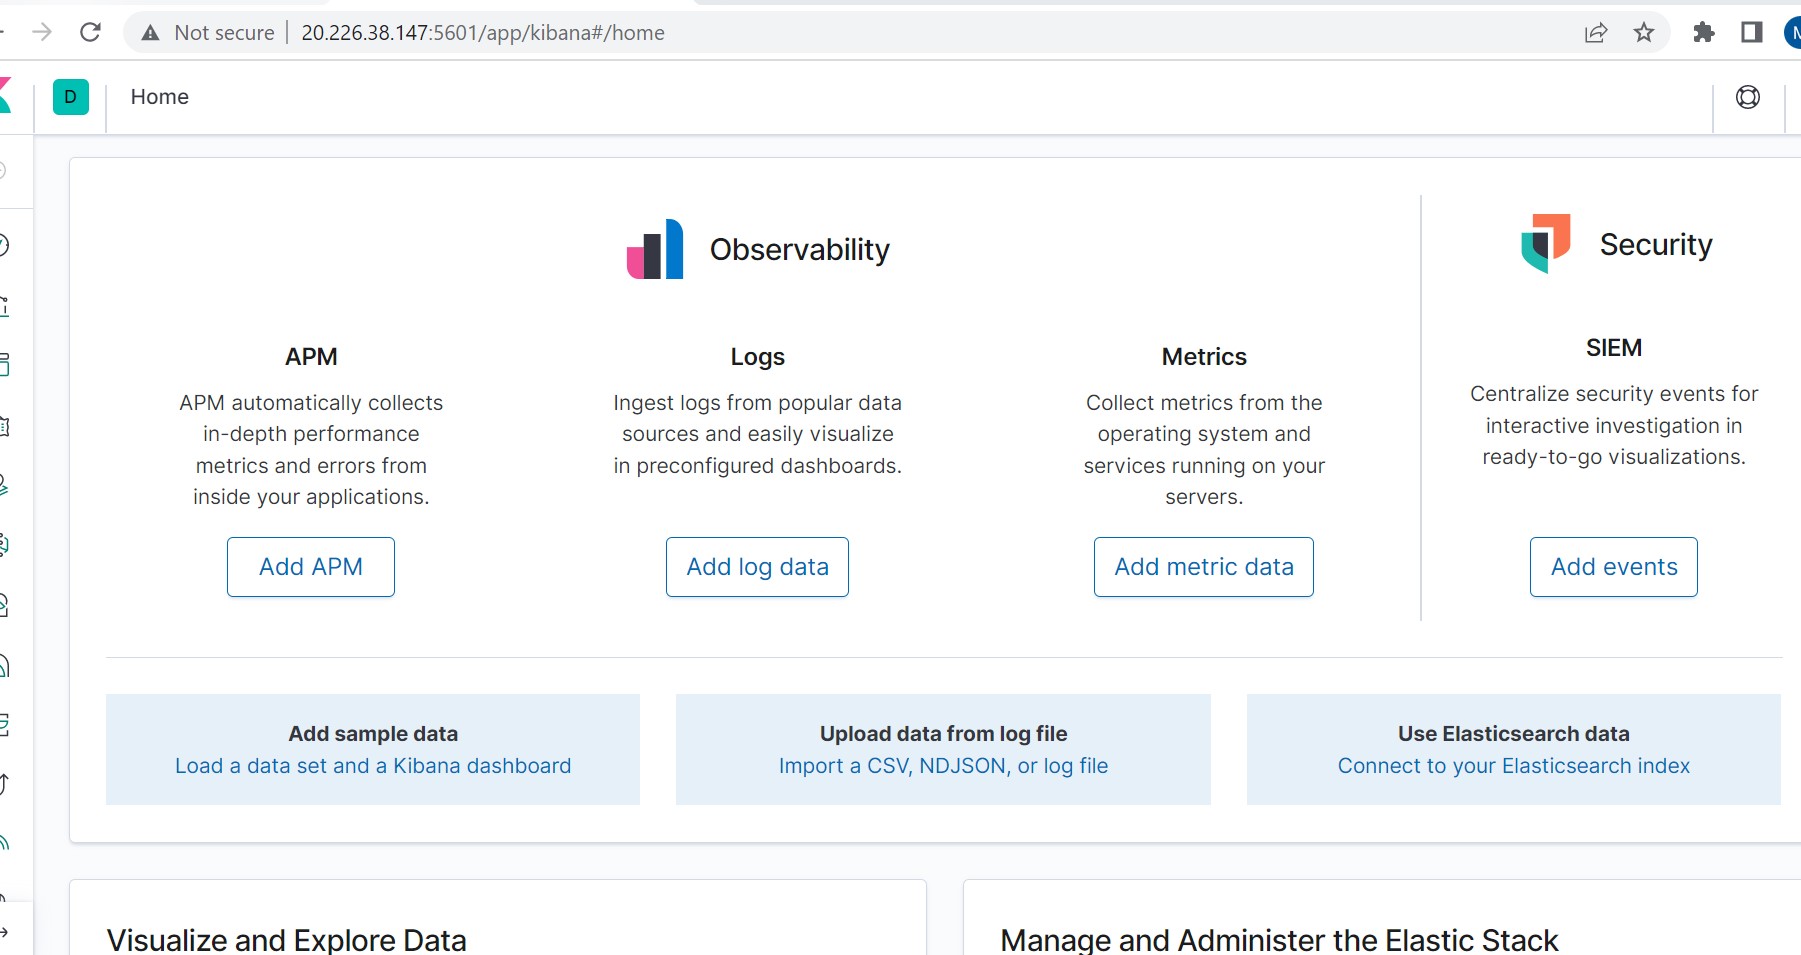 Not secure
20.226.38.147:5601/app/kibana#/home
D
Home
Observability
Security
APM
APM automatically collects
in-depth performance
metrics and errors from
inside your applications.
Add APM
Logs
Ingest logs from popular data
sources and easily visualize
in preconfigured dashboards.
Add log data
Metrics
Collect metrics from the
operating system and
services running on your
servers.
Add metric data
SIEM
Centralize security events for
interactive investigation in
ready-to-go visualizations.
Add events
Add sample data
Load a data set and a Kibana dashboard
Upload data from log file
Import a CSV, NDJSON, or log file
Use Elasticsearch data
Connect to your Elasticsearch index
Visualize and Explore Data
Manage and Administer the Elastic Stack